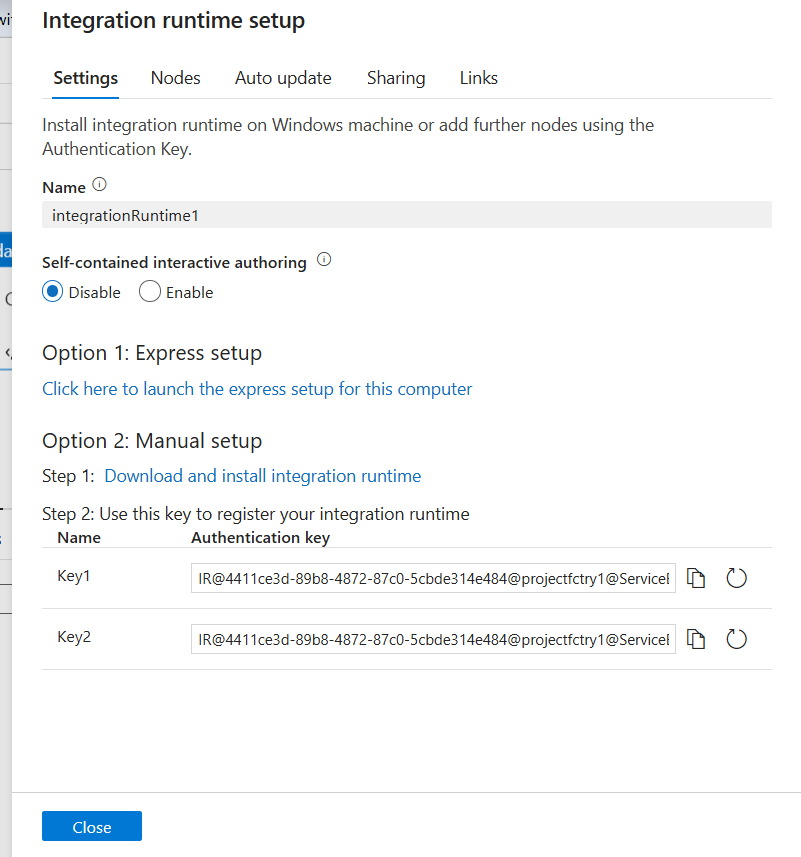 Integration runtime setup
Settings Nodes Auto update Sharing Links
Install integration runtime on Windows machine or add further nodes using the
Authentication Key.
Name
integrationRuntime1
Self-contained interactive authoring
Disable Enable
Option 1: Express setup
Click here to launch the express setup for this computer
Option 2: Manual setup
Step 1: Download and install integration runtime
Step 2: Use this key to register your integration runtime
Name Authentication key
Key1 IR@4411ce3d-89b8-4872-87c0-5cbde314e484@projectfctry1@Service
Key2 IR@4411ce3d-89b8-4872-87c0-5cbde314e484@projectfctry1@Service
Close